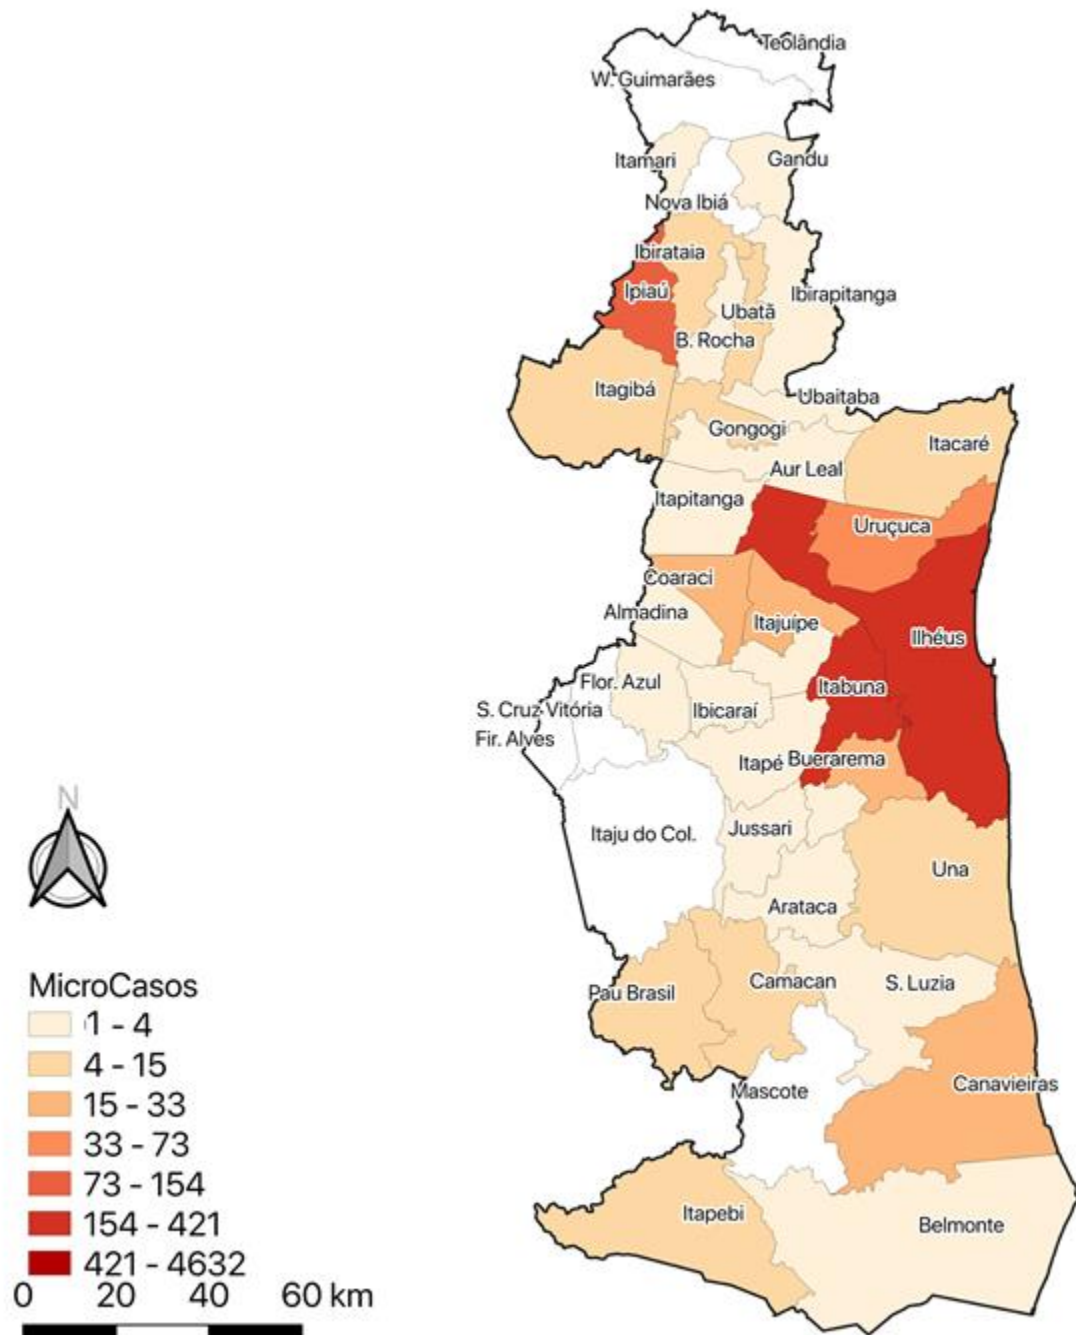 Teolândia
W. Guimarães
Itamari
Gandu
Nova Ibiá
Ibirataia
Ipiaú
Ibirapitanga
Ubatã
B. Rocha
Itagibá
Ubaitaba
Gongogi
Itacaré
Aur Leal
Itapitanga
Uruçuca
Coaraci
Almadina
Itajuípe
Ilhéus
Flor. Azul
Itabuna
S. Cruz Vitória
Ibicaraí
Fir. Alves
Itapé
Buerarema
N
Itaju do Col.
Jussari
Una
Arataca
MicroCasos
Pau Brasil
Camacan
S. Luzia
1 - 4
4 - 15
15 - 33
33 - 73
73 - 154
154 - 421
421 - 4632
Mascote
Canavieiras
Itapebi
Belmonte
0 20 40 60 km